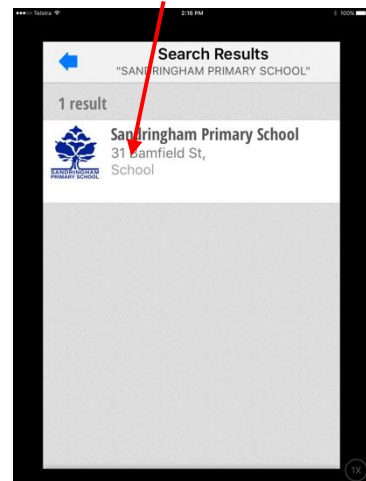 Telstra 2:16 PM 100%
Search Results
"SANDRINGHAM PRIMARY SCHOOL"
1 result
Sandringham Primary School
31 Bamfield St,
School
SANDRINGHAM
PRIMARY SCHOOL
1X